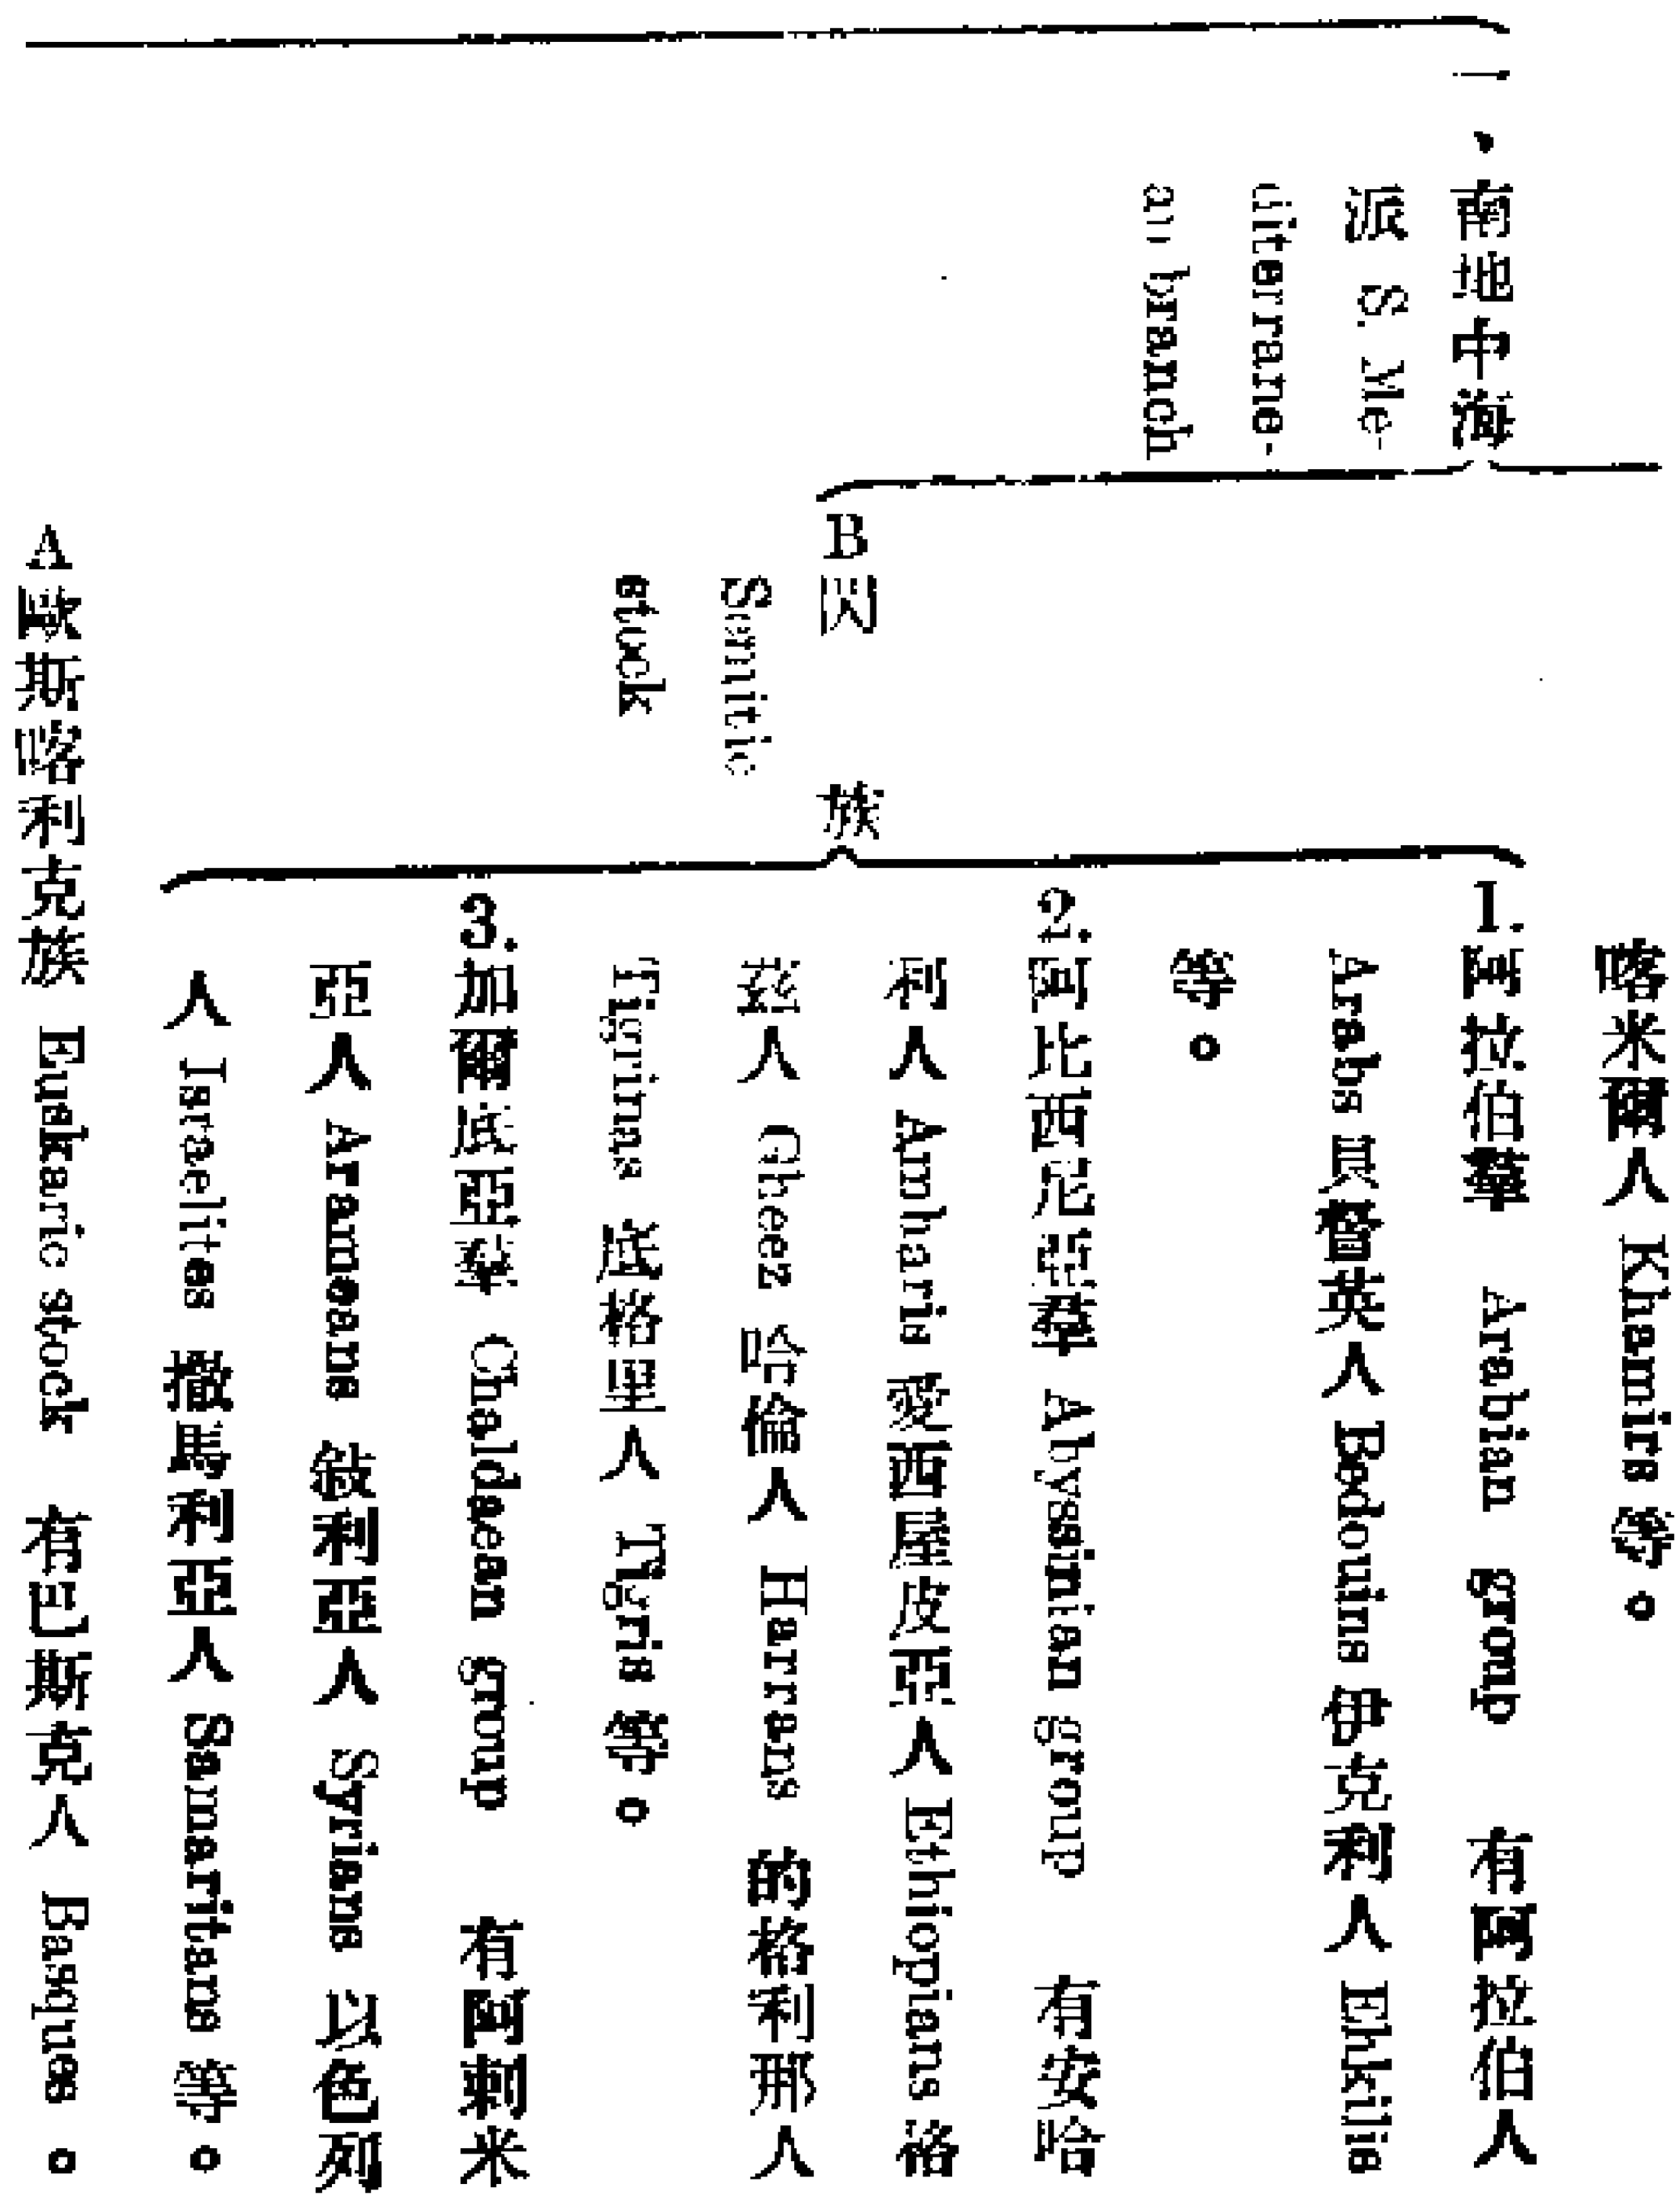 一、南地中海
派 S. Me-
diterrane-
an branch
喀米爾人 Khamirs 等。
B 閃 族
Semitic
stock
1. 阿拉伯羣 Arabian group 有阿拉伯人
Arabs 貝督英人 Bedouins 伊克利人 Ehkilis
等。
2. 阿比西尼亞羣 Abyssinian group 有安哈
利人 Amharis 愛西屋皮亞人 Ethiopians 格
茲人 Gheez 哈倫人 Harrans 的格利那人
Tigrinas 底格里人 Tigris 等。
3. 加爾底亞羣 Chaldaean group 有阿剌米
亞人 Aramoeans 敍利亞人 Syrians 以色列
人 Israelites 撒馬利亞人 Samaritans 等。
A 歐斯喀利克族 Euskaric stock 有巴斯克人 Basques。